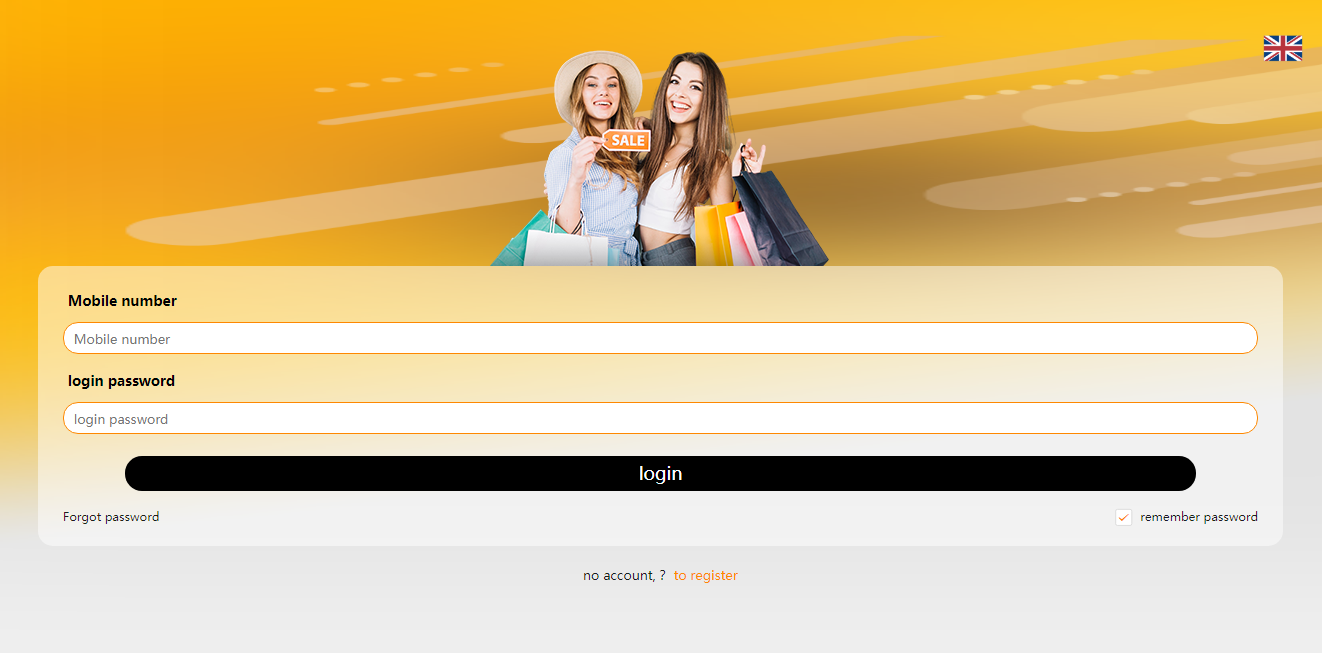 SALE
Mobile number
Mobile number
login password
login password
login
Forgot password
remember password
no account, ? to register